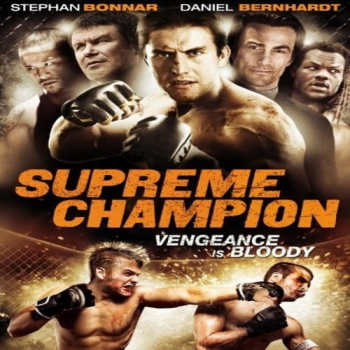 STEPHAN BONNAR DANIEL BERNHARDT
SUPREME
CHAMPION
VENGEANCE
IS BLOODY